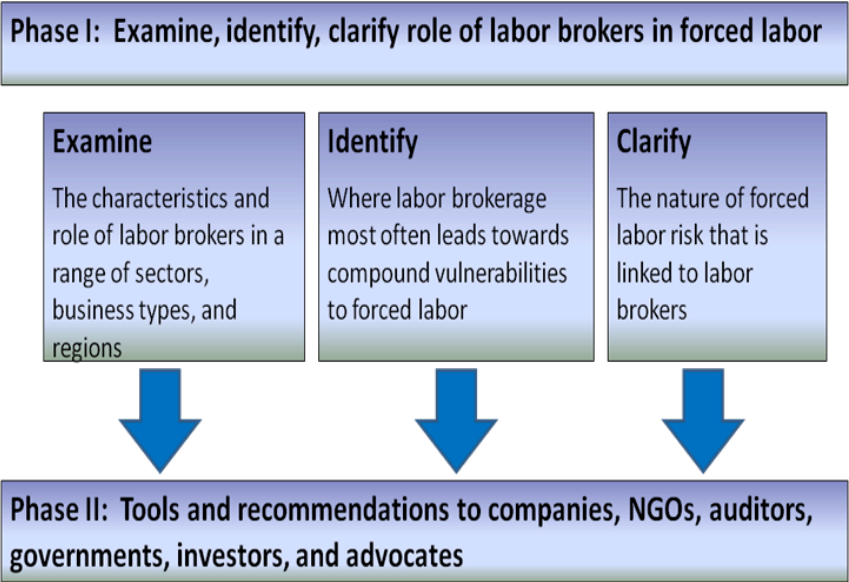 Phase I:  Examine, identify, clarify role of labor brokers in forced labor
Examine
The characteristics and
role of labor brokers in a
range of sectors,
business types, and
regions
Identify
Where labor brokerage
most often leads towards
compound vulnerabilities
to forced labor
Clarify
The nature of forced
labor risk that is
linked to labor
brokers
Phase II:  Tools and recommendations to companies, NGOs, auditors,
governments, investors, and advocates